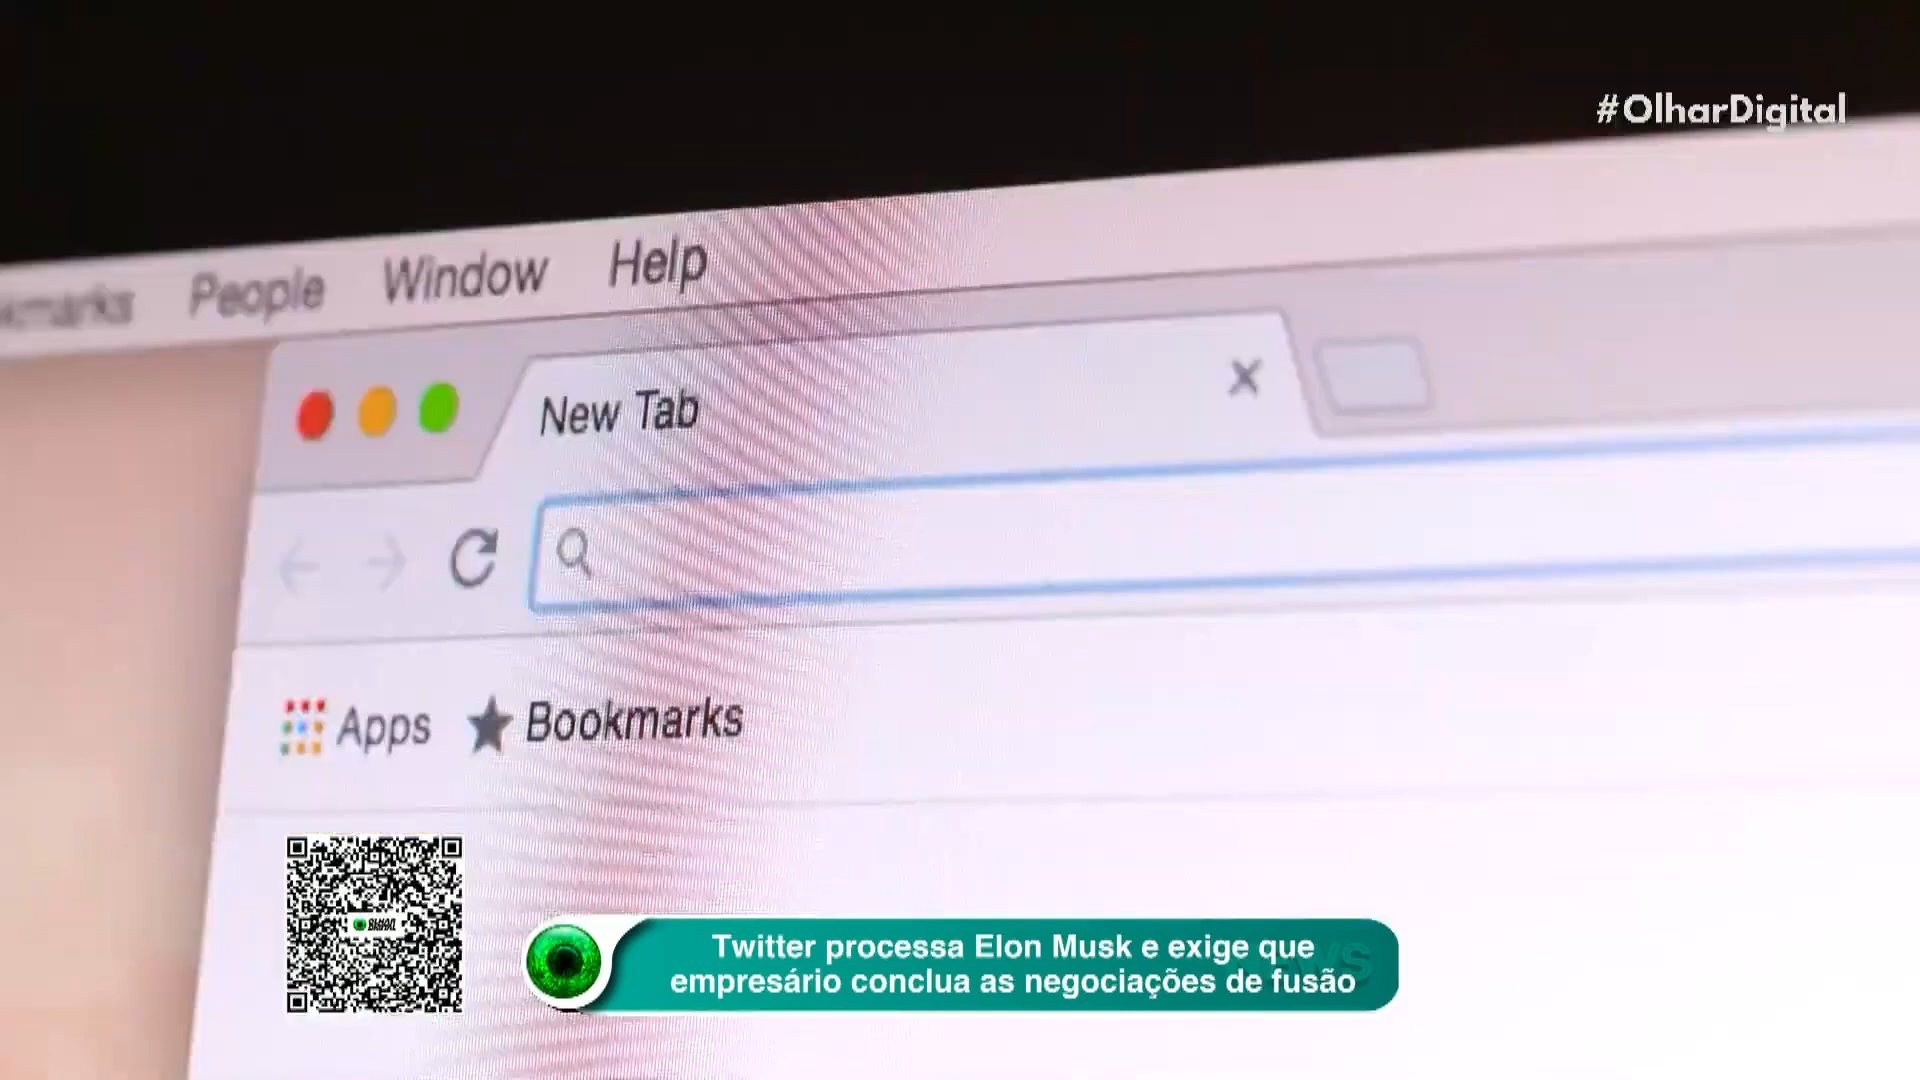 #OlharDigital
People Window Help
New Tab
Apps Bookmarks
Twitter processa Elon Musk e exige que
empresário conclua as negociações de fusão